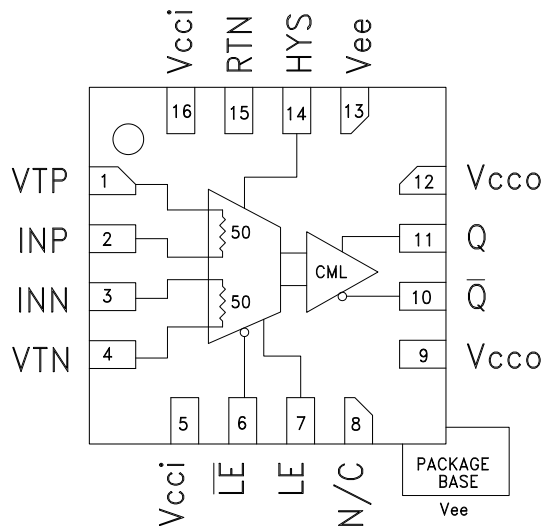 Vcci
RTN
HYS
Vee
16
15
14
13
VTP
1
12
Vcco
50
INP
2
11
Q
CML
INN
3
10
Q̅
50
VTN
4
9
Vcco
5
6
7
8
Vcci
L̅E̅
LE
N/C
PACKAGE
BASE
Vee